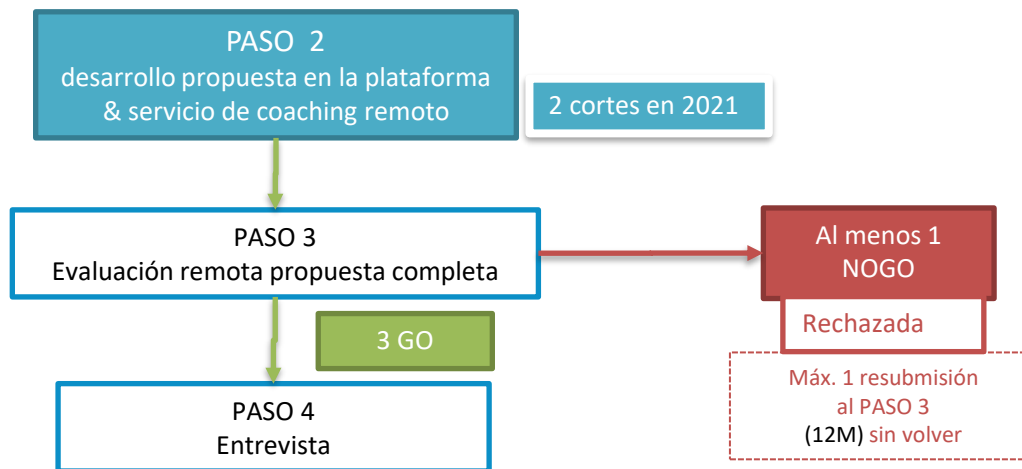 PASO 2
desarrollo propuesta en la plataforma
& servicio de coaching remoto
2 cortes en 2021
PASO 3
Evaluación remota propuesta completa
Al menos 1
NOGO
Rechazada
3 GO
Máx. 1 resubmisión
al PASO 3
(12M) sin volver
PASO 4
Entrevista